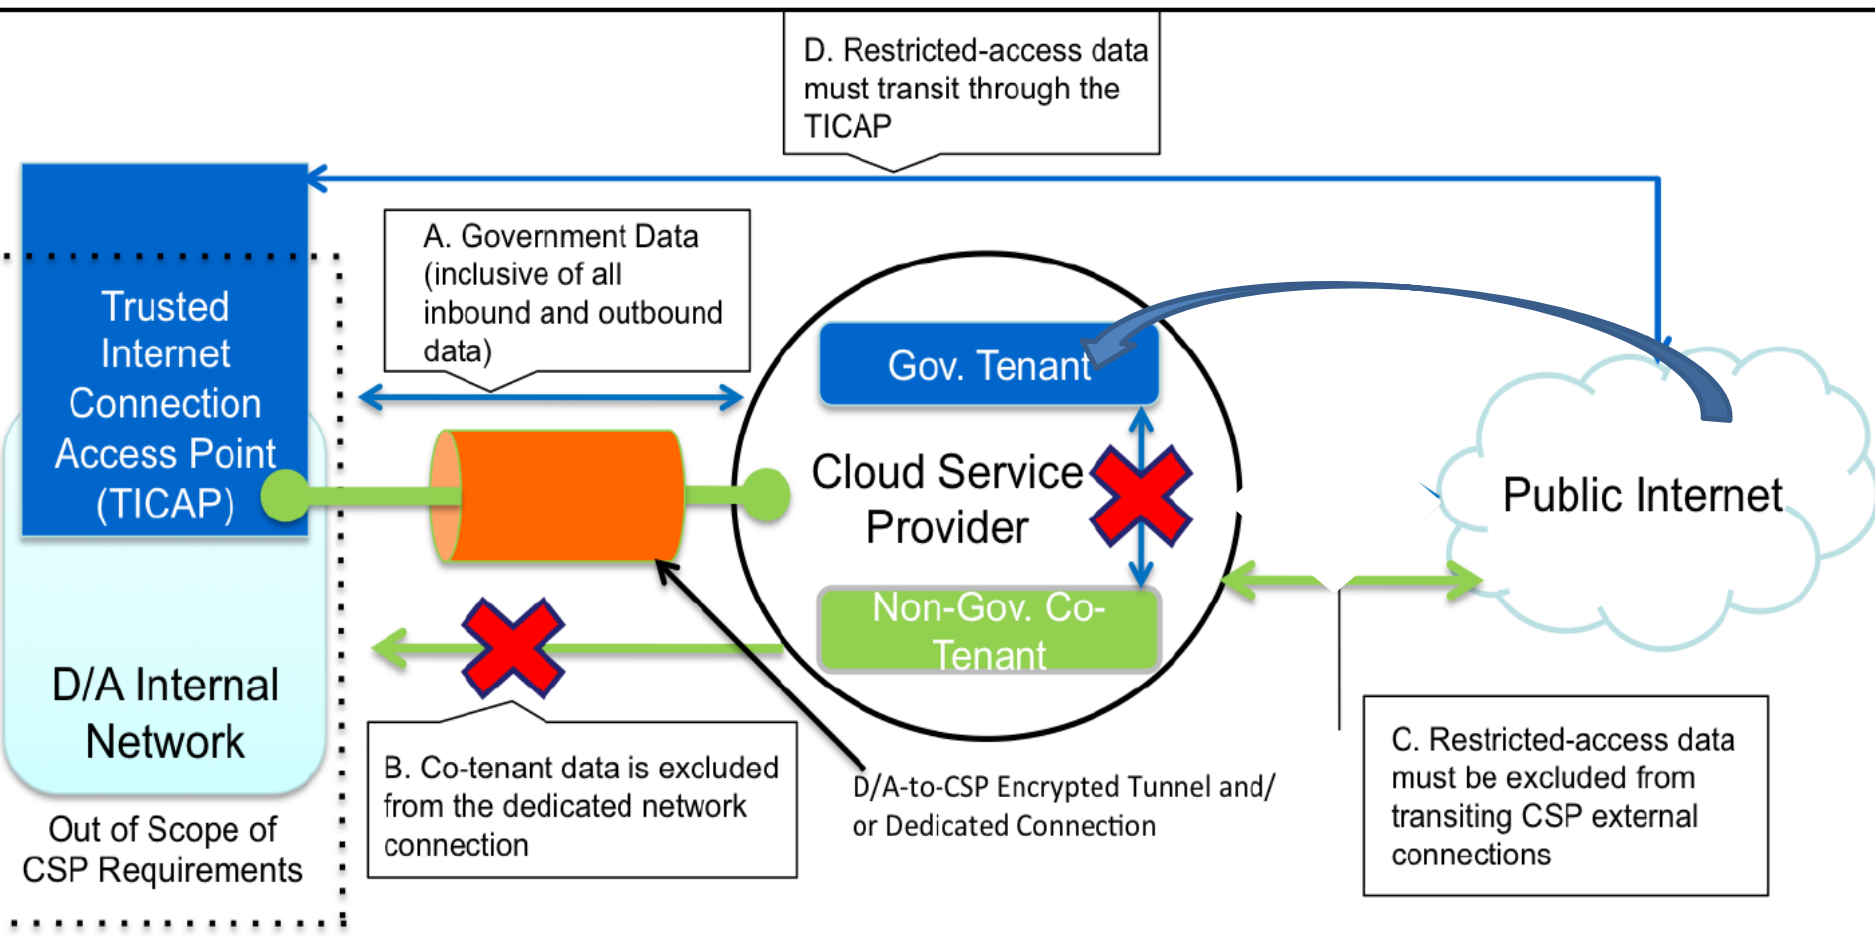 D. Restricted-access data
must transit through the
TICAP
A. Government Data
(inclusive of all
inbound and outbound
data)
Trusted
Internet
Connection
Access Point
(TICAP)
Gov. Tenant
Cloud Service
Provider
Public Internet
Non-Gov. Co-
Tenant
D/A Internal
Network
B. Co-tenant data is excluded
from the dedicated network
connection
D/A-to-CSP Encrypted Tunnel and/
or Dedicated Connection
C. Restricted-access data
must be excluded from
transiting CSP external
connections
Out of Scope of
CSP Requirements